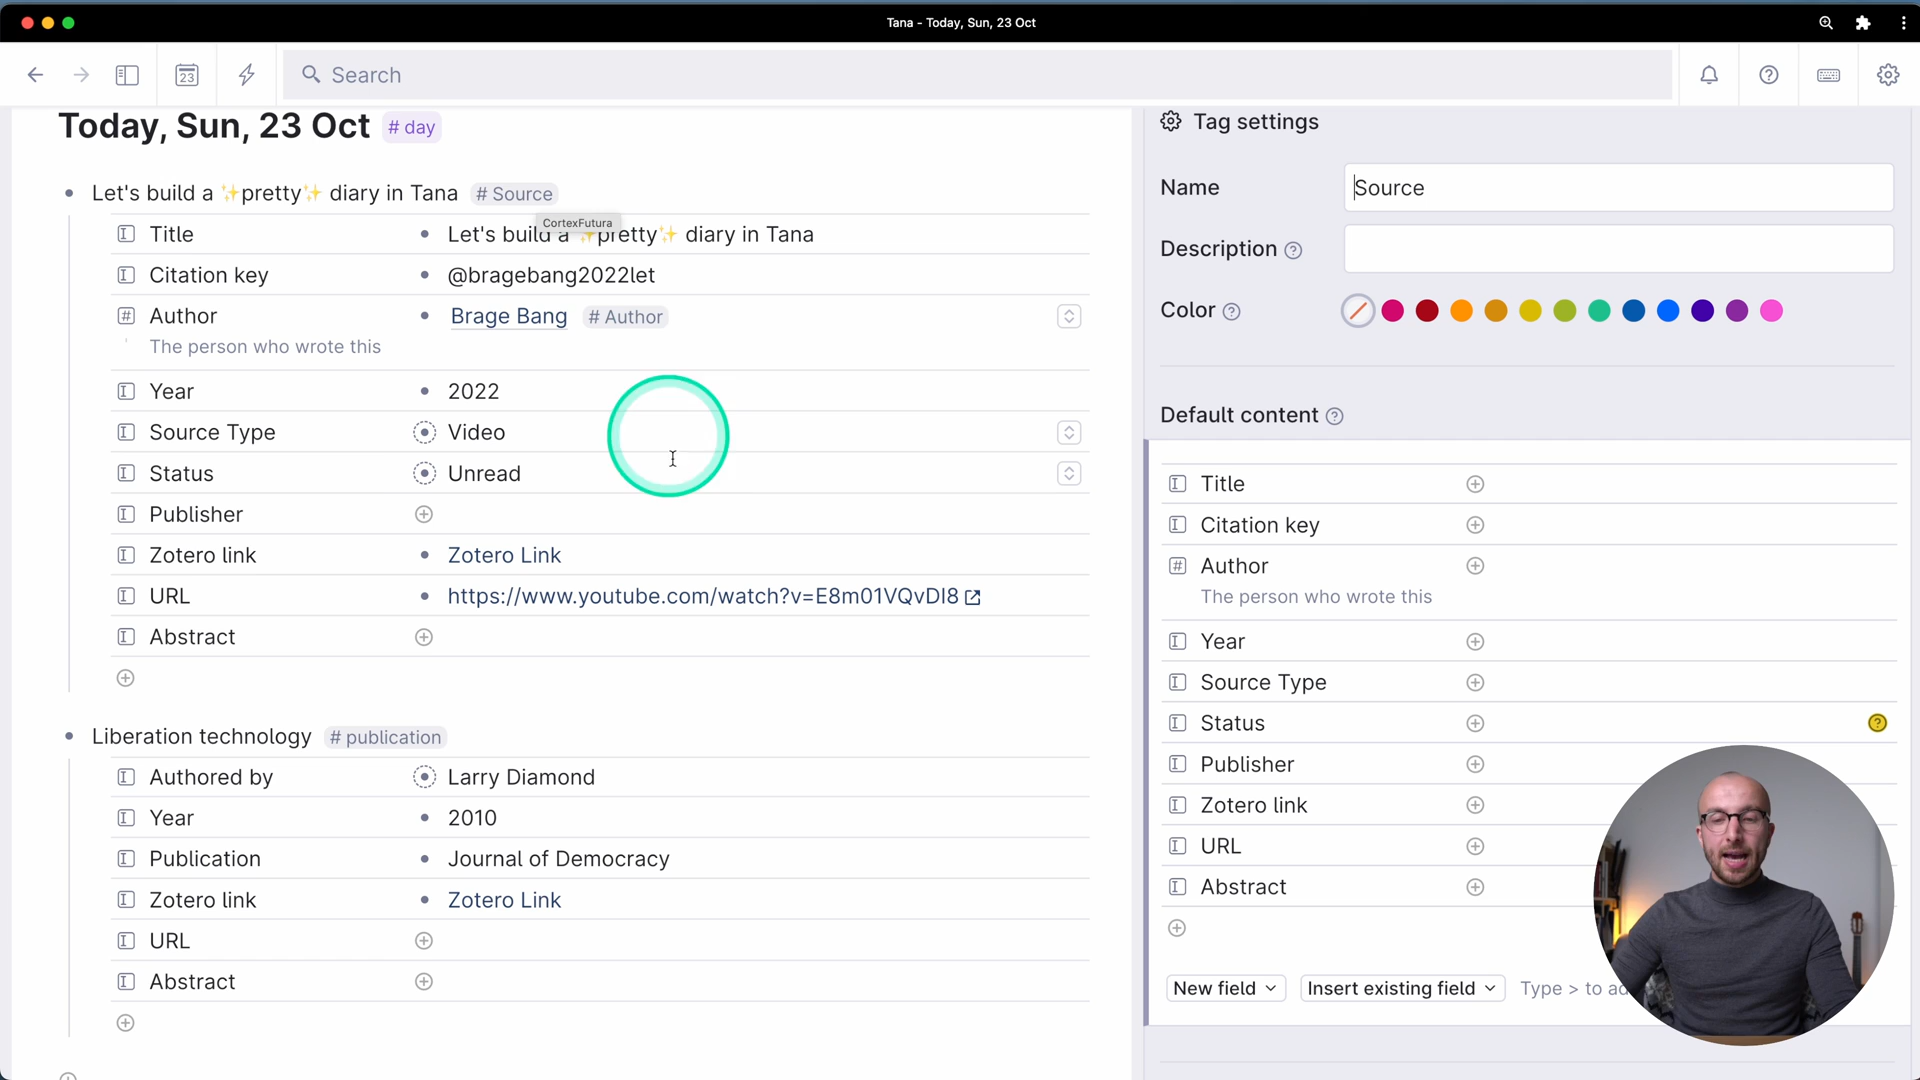 Tana - Today, Sun, 23 Oct
23
Search
Today, Sun, 23 Oct # day
Let's build a ✨pretty✨ diary in Tana # Source
CortexFutura
Title Let's build a ✨pretty✨ diary in Tana
Citation key @bragebang2022let
Author Brage Bang # Author
The person who wrote this
Year 2022
Source Type Video
Status Unread
Publisher
Zotero link Zotero Link
URL https://www.youtube.com/watch?v=E8m01VQvDI8
Abstract
Liberation technology # publication
Authored by Larry Diamond
Year 2010
Publication Journal of Democracy
Zotero link Zotero Link
URL
Abstract
Tag settings
Name Source
Description
Color
Default content
Title
Citation key
Author
The person who wrote this
Year
Source Type
Status
Publisher
Zotero link
URL
Abstract
New field Insert existing field Type > to